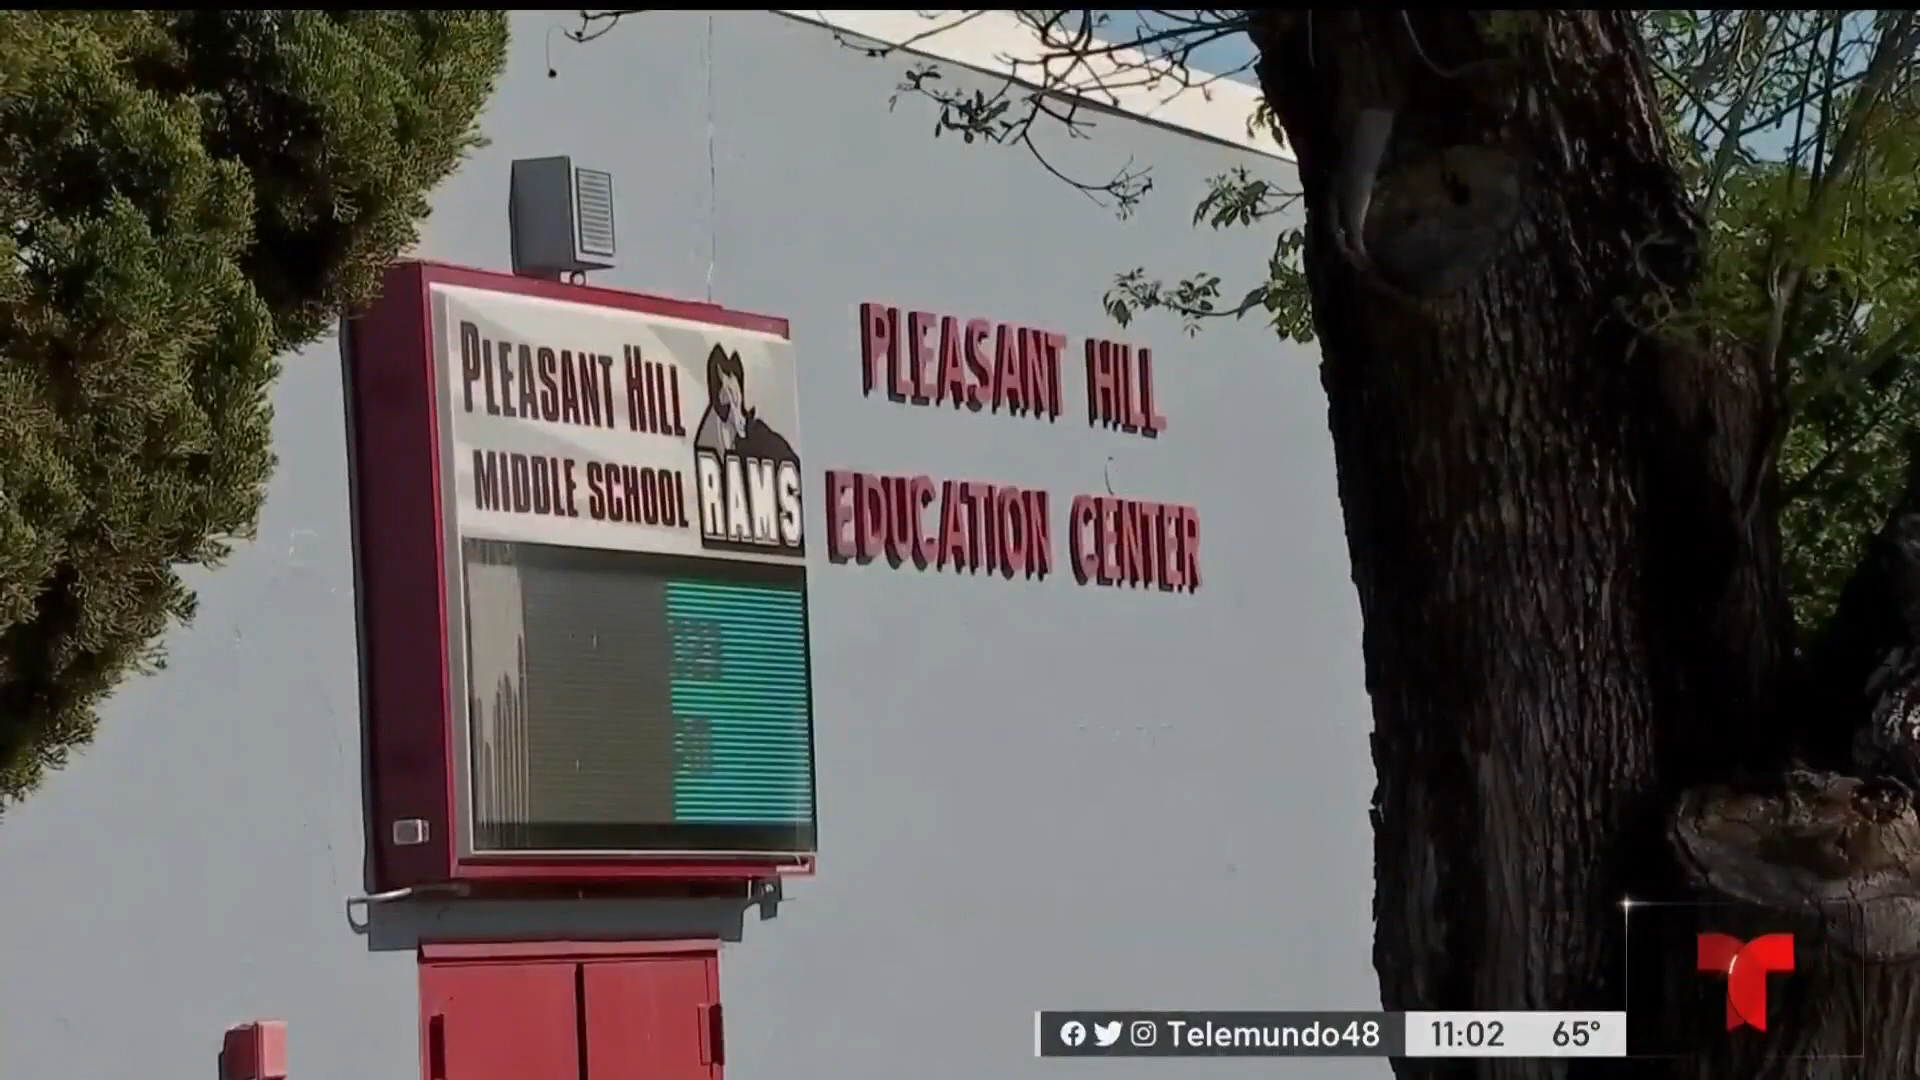 PLEASANT HILL
MIDDLE SCHOOL
RAMS
PLEASANT HILL
EDUCATION CENTER
Telemundo48
11:02 65°